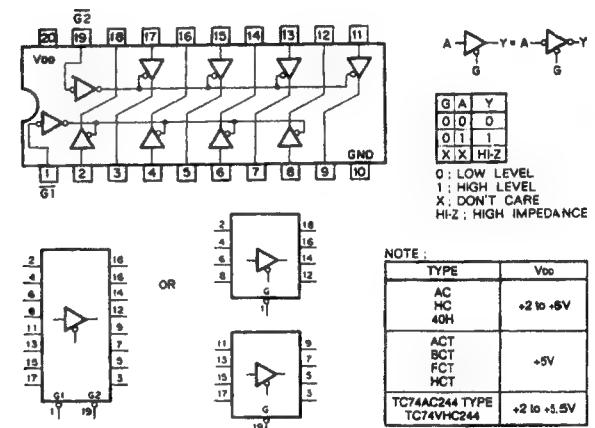 G2
20 19 18 17 16 15 14 13 12 11
VDD
GND
1 2 3 4 5 6 7 8 9 10
G1
A Y = A Y
G G
G A Y
0 0 0
0 1 1
X X HI-Z
0 ; LOW LEVEL
1 ; HIGH LEVEL
X ; DON'T CARE
HI-Z ; HIGH IMPEDANCE
2 18
4 16
6 14
8 12
11 9
13 7
15 5
17 3
G1 G2
1 19
OR
2 18
4 16
6 14
8 12
G
1
11 9
13 7
15 5
17 3
G
19
NOTE ;
TYPE VDD
AC
HC +2 to +6V
40H
ACT
BCT +5V
FCT
HCT
TC74AC244 TYPE +2 to +5.5V
TC74VHC244